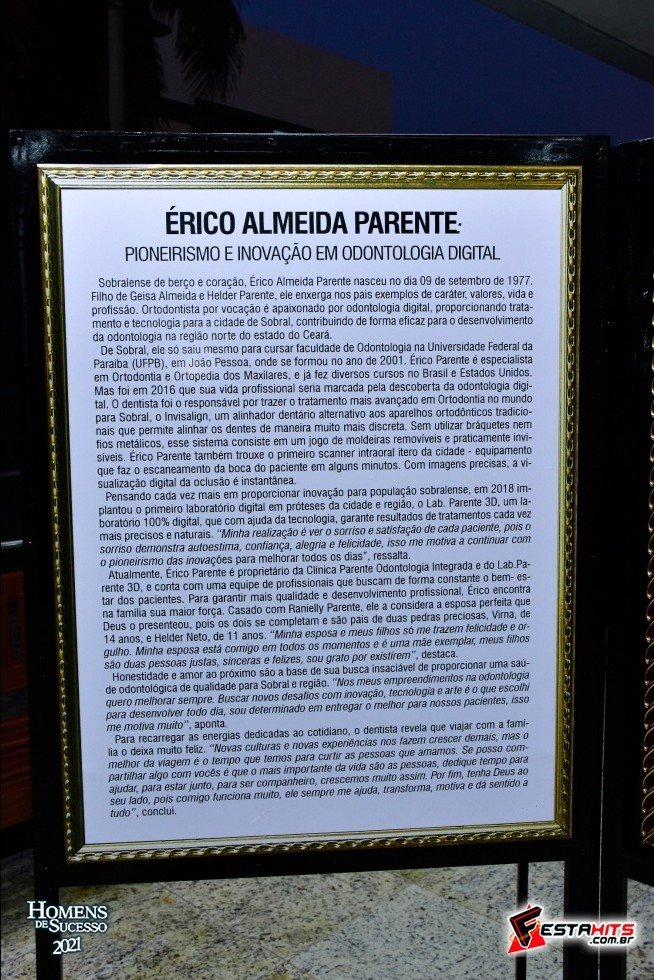 ÉRICO ALMEIDA PARENTE:
PIONEIRISMO E INOVAÇÃO EM ODONTOLOGIA DIGITAL
Sobralense de berço e coração, Érico Almeida Parente nasceu no dia 09 de setembro de 1977.
Filho de Geisa Almeida e Helder Parente, ele enxerga nos pais exemplos de caráter, valores, vida e
profissão. Ortodontista por vocação é apaixonado por odontologia digital, proporcionando trata-
mento e tecnologia para a cidade de Sobral, contribuindo de forma eficaz para o desenvolvimento
da odontologia na região norte do estado do Ceará.
De Sobral, ele só saiu mesmo para cursar faculdade de Odontologia na Universidade Federal da
Paraíba (UFPB), em João Pessoa, onde se formou no ano de 2001. Érico Parente é especialista
em Ortodontia e Ortopedia dos Maxilares, e já fez diversos cursos no Brasil e Estados Unidos.
Mas foi em 2016 que sua vida profissional seria marcada pela descoberta da odontologia digi-
tal. O dentista foi o responsável por trazer o tratamento mais avançado em Ortodontia no mundo
para Sobral, o Invisalign, um alinhador dentário alternativo aos aparelhos ortodônticos tradicio-
nais que permite alinhar os dentes de maneira muito mais discreta. Sem utilizar bráquetes nem
fios metálicos, esse sistema consiste em um jogo de moldeiras removíveis e praticamente invi-
síveis. Érico Parente também trouxe o primeiro scanner intraoral itero da cidade - equipamento
que faz o escaneamento da boca do paciente em alguns minutos. Com imagens precisas, a vi-
sualização digital da oclusão é instantânea.
Pensando cada vez mais em proporcionar inovação para população sobralense, em 2018 im-
plantou o primeiro laboratório digital em próteses da cidade e região, o Lab. Parente 3D, um la-
boratório 100% digital, que com ajuda da tecnologia, garante resultados de tratamentos cada vez
mais precisos e naturais. “Minha realização é ver o sorriso e satisfação de cada paciente, pois o
sorriso demonstra autoestima, confiança, alegria e felicidade, isso me motiva a continuar com
o pioneirismo das inovações para melhorar todos os dias”, ressalta.
Atualmente, Érico Parente é proprietário da Clínica Parente Odontologia Integrada e do Lab.Pa-
rente 3D, e conta com uma equipe de profissionais que buscam de forma constante o bem- es-
tar dos pacientes. Para garantir mais qualidade e desenvolvimento profissional, Érico encontra
na família sua maior força. Casado com Ranielly Parente, ele a considera a esposa perfeita que
Deus o presenteou, pois os dois se completam e são pais de duas pedras preciosas, Virna, de
14 anos, e Helder Neto, de 11 anos. “Minha esposa e meus filhos só me trazem felicidade e or-
gulho. Minha esposa está comigo em todos os momentos e é uma mãe exemplar, meus filhos
são duas pessoas justas, sinceras e felizes, sou grato por existirem”, destaca.
Honestidade e amor ao próximo são a base de sua busca insaciável de proporcionar uma saú-
de odontológica de qualidade para Sobral e região. “Nos meus empreendimentos na odontologia
quero melhorar sempre. Buscar novos desafios com inovação, tecnologia e arte é o que escolhi
para desenvolver todo dia, sou determinado em entregar o melhor para nossos pacientes, isso
me motiva muito”, aponta.
Para recarregar as energias dedicadas ao cotidiano, o dentista revela que viajar com a famí-
lia o deixa muito feliz. “Novas culturas e novas experiências nos fazem crescer demais, mas o
melhor da viagem é o tempo que temos para curtir as pessoas que amamos. Se posso com-
partilhar algo com vocês é que o mais importante da vida são as pessoas, dedique tempo para
ajudar, para estar junto, para ser companheiro, crescemos muito assim. Por fim, tenha Deus ao
seu lado, pois comigo funciona muito, ele sempre me ajuda, transforma, motiva e dá sentido a
tudo”, conclui.
HOMENS
DE SUCESSO
2021
FESTAHITS
.com.br